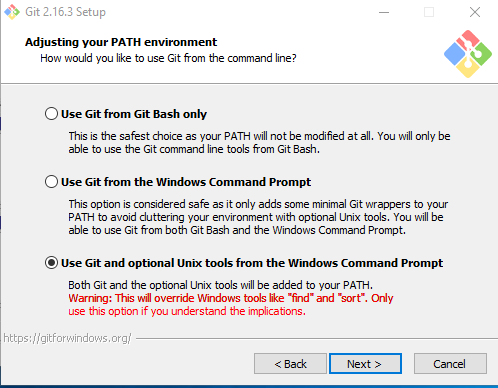 Git 2.16.3 Setup
Adjusting your PATH environment
How would you like to use Git from the command line?
Use Git from Git Bash only
This is the safest choice as your PATH will not be modified at all. You will only be
able to use the Git command line tools from Git Bash.
Use Git from the Windows Command Prompt
This option is considered safe as it only adds some minimal Git wrappers to your
PATH to avoid cluttering your environment with optional Unix tools. You will be
able to use Git from both Git Bash and the Windows Command Prompt.
Use Git and optional Unix tools from the Windows Command Prompt
Both Git and the optional Unix tools will be added to your PATH.
Warning: This will override Windows tools like "find" and "sort". Only
use this option if you understand the implications.
https://gitforwindows.org/
< Back
Next >
Cancel